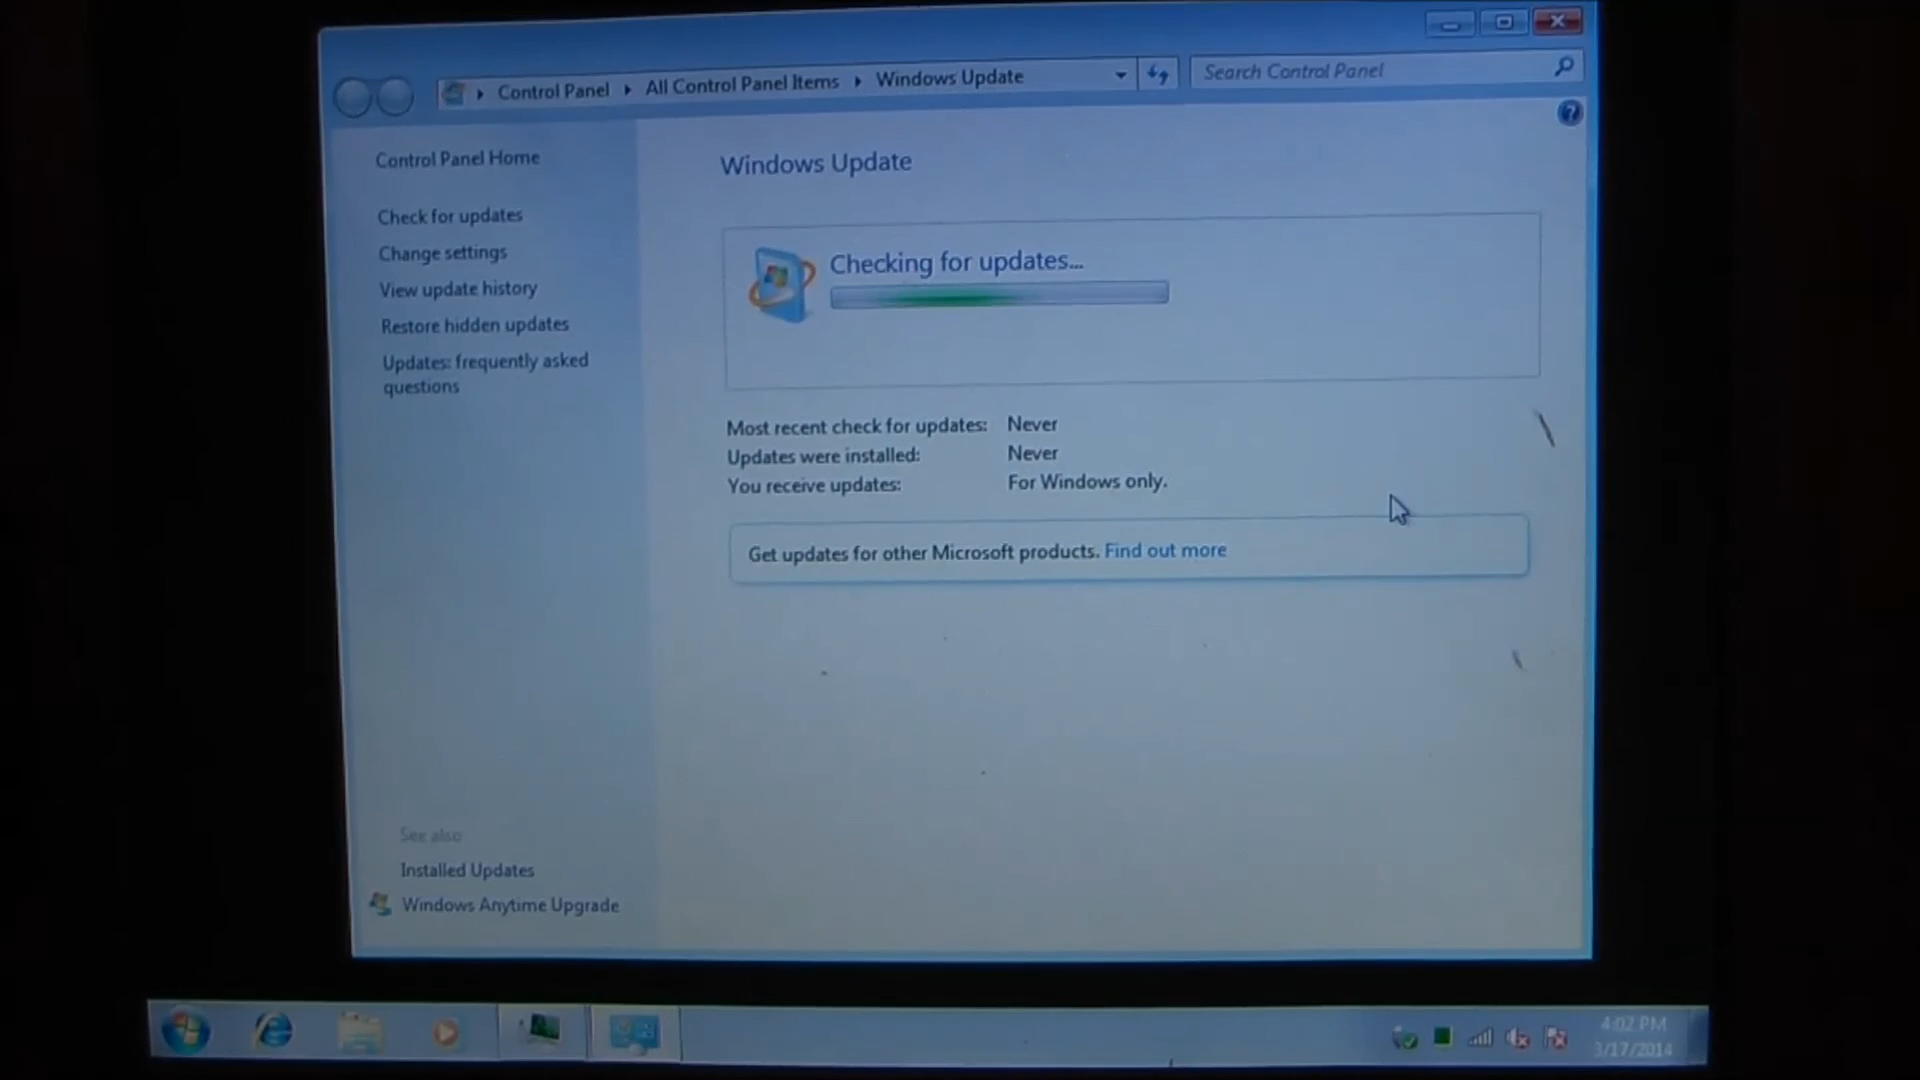 Control Panel ▸ All Control Panel Items ▸ Windows Update
Search Control Panel
Control Panel Home
Check for updates
Change settings
View update history
Restore hidden updates
Updates: frequently asked
questions
Windows Update
Checking for updates...
Most recent check for updates: Never
Updates were installed: Never
You receive updates: For Windows only.
Get updates for other Microsoft products. Find out more
See also
Installed Updates
Windows Anytime Upgrade
4:02 PM
3/17/2014